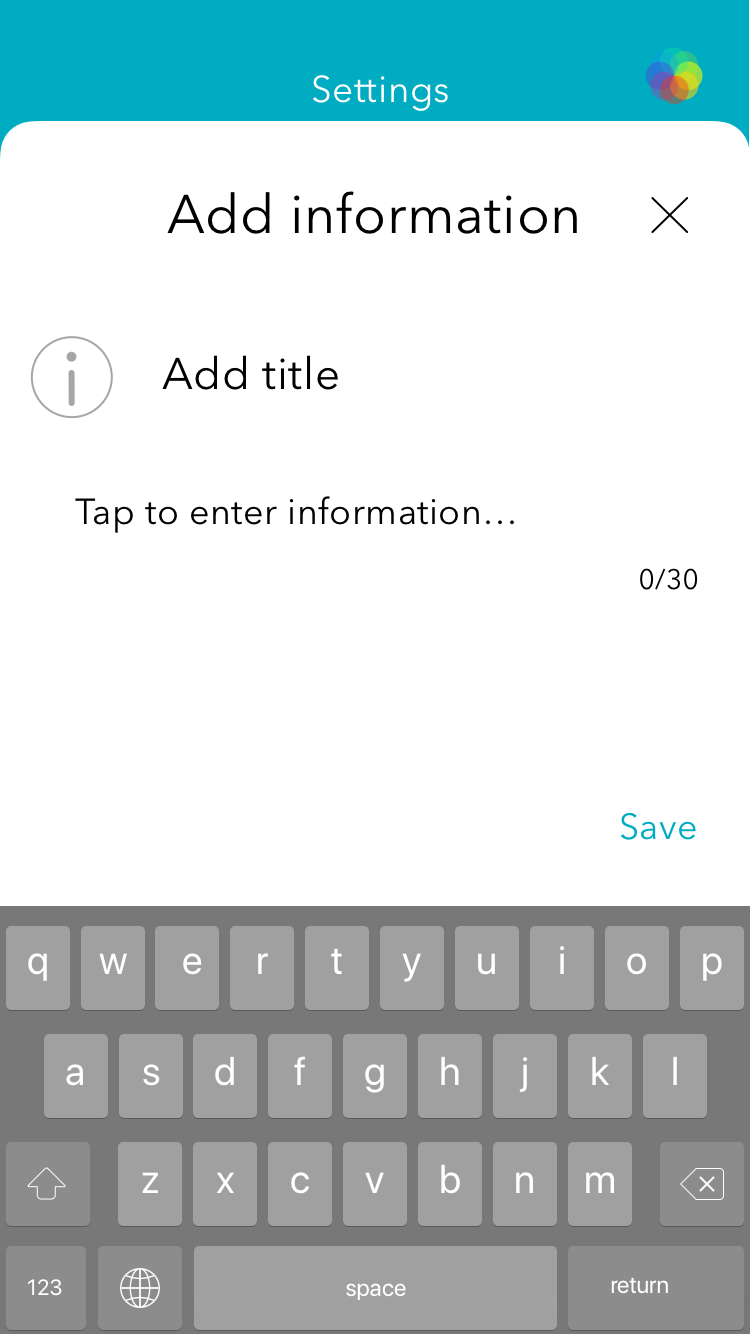 Settings
Add information
Add title
Tap to enter information...
0/30
Save
q w e r t y u i o p
a s d f g h j k l
z x c v b n m
123 space return